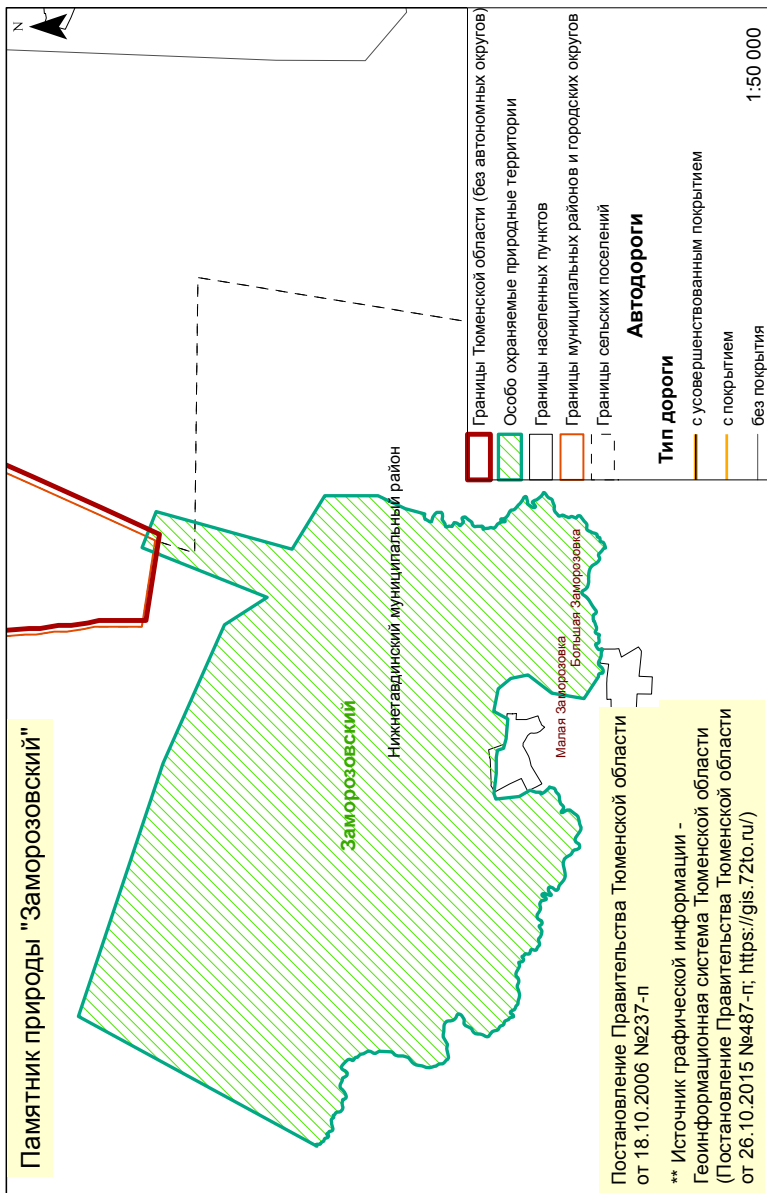 Памятник природы "Заморозовский"
N
Заморозовский
Нижнетавдинский муниципальный район
Малая Заморозовка
Большая Заморозовка
Постановление Правительства Тюменской области
от 18.10.2006 №237-п
** Источник графической информации -
Геоинформационная система Тюменской области
(Постановление Правительства Тюменской области
от 26.10.2015 №487-п; https://gis.72to.ru/)
Границы Тюменской области (без автономных округов)
Особо охраняемые природные территории
Границы населенных пунктов
Границы муниципальных районов и городских округов
Границы сельских поселений
Автодороги
Тип дороги
с усовершенствованным покрытием
с покрытием
без покрытия
1:50 000